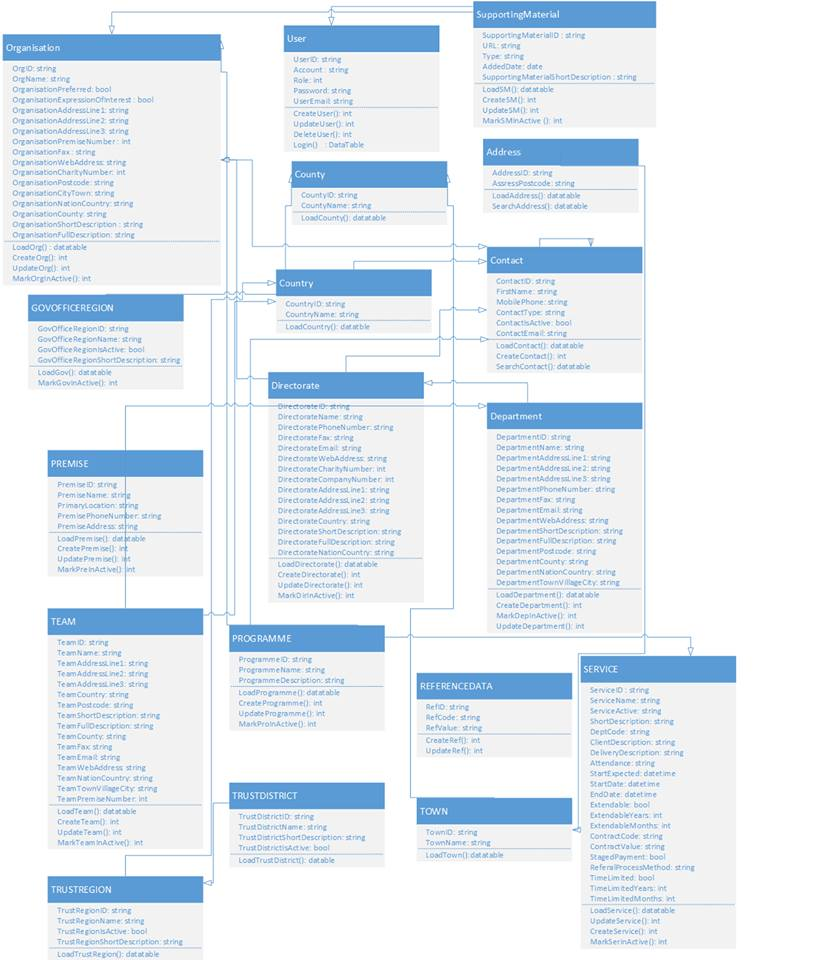 Organisation
OrgID: string
OrgName: string
OrganisationPreferred: bool
OrganisationExpressionOfInterest : bool
OrganisationAddressLine1: string
OrganisationAddressLine2: string
OrganisationAddressLine3: string
OrganisationPremiseNumber : int
OrganisationFax : string
OrganisationWebAddress: string
OrganisationCharityNumber: int
OrganisationPostcode: string
OrganisationCityTown: string
OrganisationNationCountry: string
OrganisationCounty: string
OrganisationShortDescription : string
OrganisationFullDescription: string
LoadOrg() : datatable
CreateOrg(): int
UpdateOrg(): int
MarkOrgInActive(): int
User
UserID: string
Account : string
Role: int
Password: string
UserEmail: string
CreateUser(): int
UpdateUser(): int
DeleteUser(): int
Login() : DataTable
SupportingMaterial
SupportingMaterialID : string
URL: string
Type: string
AddedDate: date
SupportingMaterialShortDescription : string
LoadSM(): datatable
CreateSM(): int
UpdateSM(): int
MarkSMInActive (): int
Address
AddressID: string
AssressPostcode: string
LoadAddress(): datatable
SearchAddress(): datatable
County
CountyID: string
CountyName: string
LoadCounty(): datatable
Contact
ContactID: string
FirstName: string
MobilePhone: string
ContactType: string
ContactIsActive: bool
ContactEmail: string
LoadContact(): datatable
CreateContact(): int
SearchContact(): datatable
Country
CountryID: string
CountryName: string
LoadCountry(): datatble
GOVOFFICEREGION
GovOfficeRegionID: string
GovOfficeRegionName: string
GovOfficeRegionIsActive: bool
GovOfficeRegionShortDescription: string
LoadGov(): datatable
MarkGovInActive(): int
Directorate
DirectorateID: string
DirectorateName: string
DirectoratePhoneNumber: string
DirectorateFax: string
DirectorateEmail: string
DirectorateWebAddress: string
DirectorateCharityNumber: int
DirectorateCompanyNumber: int
DirectorateAddressLine1: string
DirectorateAddressLine2: string
DirectorateAddressLine3: string
DirectorateCountry: string
DirectorateShortDescription: string
DirectorateFullDescription: string
DirectorateNationCountry: string
LoadDirectorate(): datatable
CreateDirectorate(): int
UpdateDirectorate(): int
MarkDirInActive(): int
Department
DepartmentID: string
DepartmentName: string
DepartmentAddressLine1: string
DepartmentAddressLine2: string
DepartmentAddressLine3: string
DepartmentPhoneNumber: string
DepartmentFax: string
DepartmentEmail: string
DepartmentWebAddress: string
DepartmentShortDescription: string
DepartmentFullDescription: string
DepartmentPostcode: string
DepartmentCounty: string
DepartmentNationCountry: string
DepartmentTownVillageCity: string
LoadDepartment(): datatable
CreateDepartment(): int
MarkDepInActive(): int
UpdateDepartment(): int
PREMISE
PremiseID: string
PremiseName: string
PrimaryLocation: string
PremisePhoneNumber: string
PremiseAddress: string
LoadPremise(): datatable
CreatePremise(): int
UpdatePremise(): int
MarkPreInActive(): int
TEAM
TeamID: string
TeamName: string
TeamAddressLine1: string
TeamAddressLine2: string
TeamAddressLine3: string
TeamCountry: string
TeamPostcode: string
TeamShortDescription: string
TeamFullDescription: string
TeamCounty: string
TeamFax: string
TeamEmail: string
TeamWebAddress: string
TeamNationCountry: string
TeamTownVillageCity: string
TeamPremiseNumber: int
LoadTeam(): datatable
CreateTeam(): int
UpdateTeam(): int
MarkTeamInActive(): int
PROGRAMME
ProgrammeID: string
ProgrammeName: string
ProgrammeDescription: string
LoadProgramme(): datatable
CreateProgramme(): int
UpdateProgramme(): int
MarkProInActive(): int
REFERENCEDATA
RefID: string
RefCode: string
RefValue: string
CreateRef(): int
UpdateRef(): int
SERVICE
ServiceID : string
ServiceName: string
ServiceActive: string
ShortDescription: string
DeptCode: string
ClientDescription: string
DeliveryDescription: string
Attendance: string
StartExpected: datetime
StartDate: datetime
EndDate: datetime
Extendable: bool
ExtendableYears: int
ExtendableMonths: int
ContractCode: string
ContractValue: string
StagedPayment: bool
ReferalProcessMethod: string
TimeLimited: bool
TimeLimitedYears: int
TimeLimitedMonths: int
LoadService(): datatable
UpdateService(): int
CreateService(): int
MarkSerInActive(): int
TRUSTDISTRICT
TrustDistrictID: string
TrustDistrictName: string
TrustDistrictShortDescription: string
TrustDistrictIsActive: bool
LoadTrustDistrict(): datable
TOWN
TownID: string
TownName: string
LoadTown():datatable
TRUSTREGION
TrustRegionID: string
TrustRegionName: string
TrustRegionIsActive: bool
TrustRegionShortDescription: string
LoadTrustRegion(): datatable